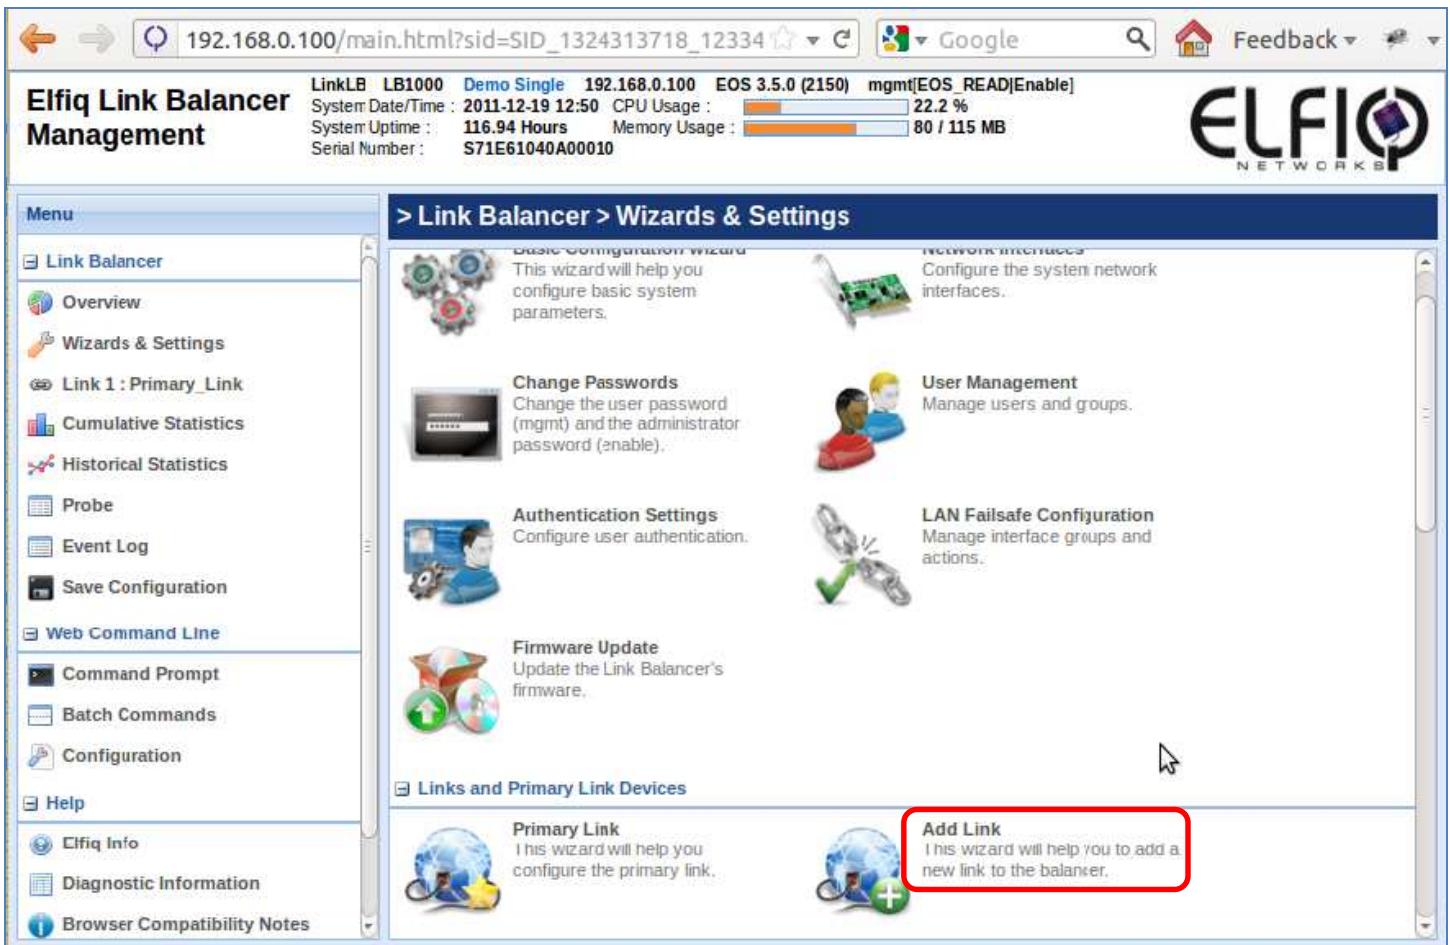 192.168.0.100/main.html?sid=SID_1324313718_12334
Google
Feedback
Elfiq Link Balancer
Management
LinkLB LB1000 Demo Single 192.168.0.100 EOS 3.5.0 (2150) mgmt[EOS_READ|Enable]
System Date/Time : 2011-12-19 12:50 CPU Usage : 22.2 %
System Uptime : 116.94 Hours Memory Usage : 80 / 115 MB
Serial Number : S71E61040A00010
ELFIQ
NETWORKS
Menu
Link Balancer
Overview
Wizards & Settings
Link 1 : Primary_Link
Cumulative Statistics
Historical Statistics
Probe
Event Log
Save Configuration
Web Command Line
Command Prompt
Batch Commands
Configuration
Help
Elfiq Info
Diagnostic Information
Browser Compatibility Notes
> Link Balancer > Wizards & Settings
Basic Configuration Wizard
This wizard will help you
configure basic system
parameters.
Network Interfaces
Configure the system network
interfaces.
Change Passwords
Change the user password
(mgmt) and the administrator
password (enable).
User Management
Manage users and groups.
Authentication Settings
Configure user authentication.
LAN Failsafe Configuration
Manage interface groups and
actions.
Firmware Update
Update the Link Balancer's
firmware.
Links and Primary Link Devices
Primary Link
This wizard will help you
configure the primary link.
Add Link
This wizard will help you to add a
new link to the balancer.